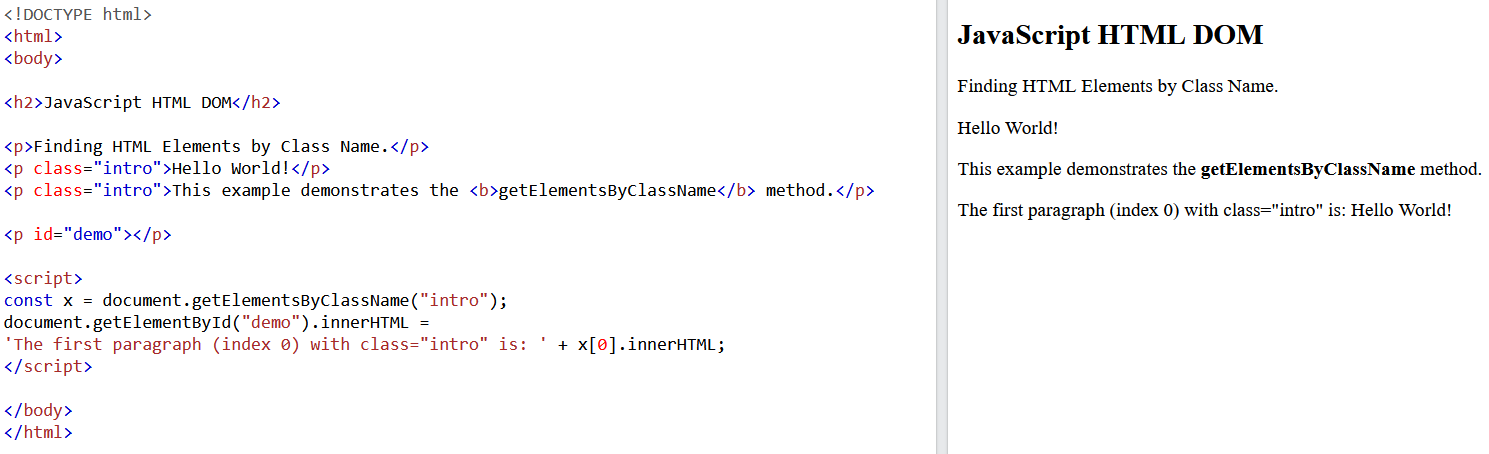 <!DOCTYPE html>
<html>
<body>
<h2>JavaScript HTML DOM</h2>
<p>Finding HTML Elements by Class Name.</p>
<p class="intro">Hello World!</p>
<p class="intro">This example demonstrates the <b>getElementsByClassName</b> method.</p>
<p id="demo"></p>
<script>
const x = document.getElementsByClassName("intro");
document.getElementById("demo").innerHTML =
'The first paragraph (index 0) with class="intro" is: ' + x[0].innerHTML;
</script>
</body>
</html>
JavaScript HTML DOM
Finding HTML Elements by Class Name.
Hello World!
This example demonstrates the getElementsByClassName method.
The first paragraph (index 0) with class="intro" is: Hello World!